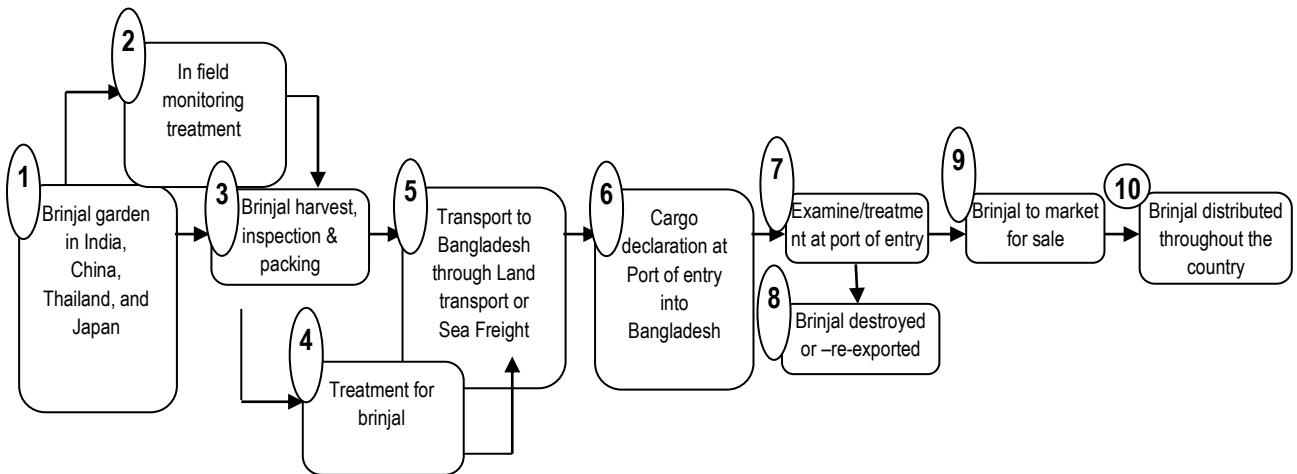 1
Brinjal garden
in India,
China,
Thailand, and
Japan
2
In field
monitoring
treatment
3
Brinjal harvest,
inspection &
packing
4
Treatment for
brinjal
5
Transport to
Bangladesh
through Land
transport or
Sea Freight
6
Cargo
declaration at
Port of entry
into
Bangladesh
7
Examine/treatme
nt at port of entry
8
Brinjal destroyed
or –re-exported
9
Brinjal to market
for sale
10
Brinjal distributed
throughout the
country